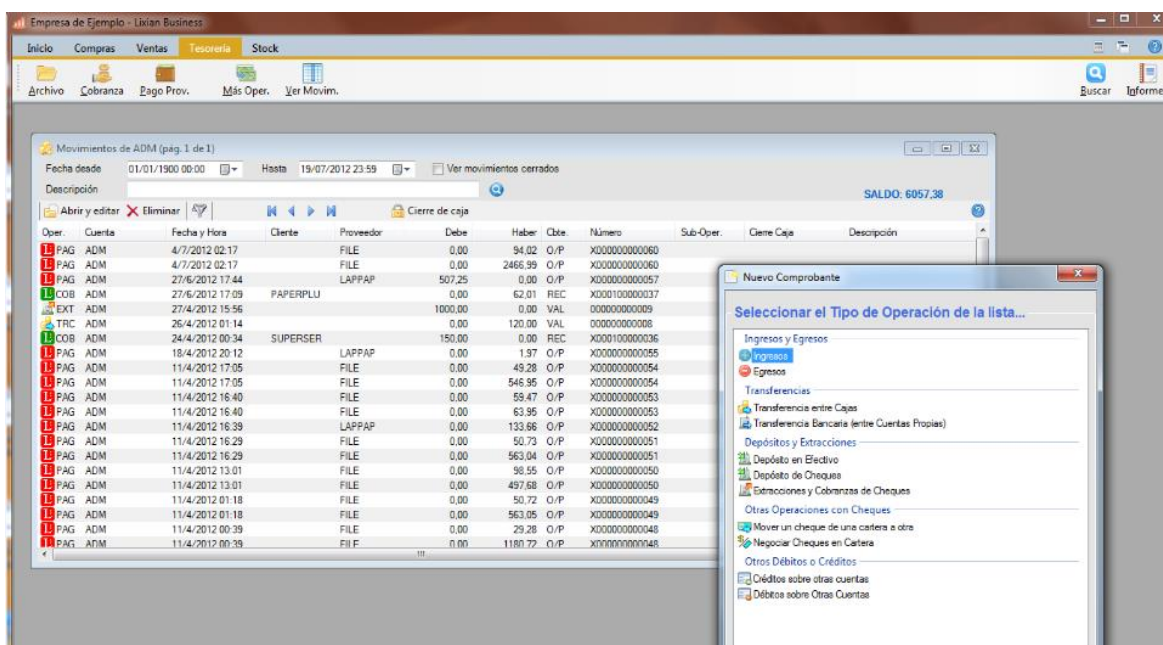 Empresa de Ejemplo - Lixian Business
Inicio Compras Ventas Tesorería Stock
Archivo Cobranza Pago Prov. Más Oper. Ver Movim. Buscar Informe
Movimientos de ADM (pág. 1 de 1)
Fecha desde 01/01/1900 00:00 Hasta 19/07/2012 23:59 Ver movimientos cerrados
Descripción
SALDO: 6057,38
Abrir y editar Eliminar Cierre de caja
Oper. Cuenta Fecha y Hora Cliente Proveedor Debe Haber Cbte. Número Sub-Oper. Cierre Caja Descripción
PAG ADM 4/7/2012 02:17 FILE 0,00 94,02 O/P X000000000060
PAG ADM 4/7/2012 02:17 FILE 0,00 2466,99 O/P X000000000060
PAG ADM 27/6/2012 17:44 LAPPAP 507,25 0,00 O/P X000000000057
COB ADM 27/6/2012 17:09 PAPERPLU 0,00 62,01 REC X000100000037
EXT ADM 27/4/2012 15:56 1000,00 0,00 VAL 000000000009
TRC ADM 26/4/2012 01:14 0,00 120,00 VAL 000000000008
COB ADM 24/4/2012 00:34 SUPERSER 150,00 0,00 REC X000100000036
PAG ADM 18/4/2012 20:12 LAPPAP 0,00 1,97 O/P X000000000055
PAG ADM 11/4/2012 17:05 FILE 0,00 49,28 O/P X000000000054
PAG ADM 11/4/2012 17:05 FILE 0,00 546,95 O/P X000000000054
PAG ADM 11/4/2012 16:40 FILE 0,00 59,47 O/P X000000000053
PAG ADM 11/4/2012 16:40 FILE 0,00 63,95 O/P X000000000053
PAG ADM 11/4/2012 16:39 LAPPAP 0,00 133,66 O/P X000000000052
PAG ADM 11/4/2012 16:29 FILE 0,00 50,73 O/P X000000000051
PAG ADM 11/4/2012 16:29 FILE 0,00 563,04 O/P X000000000051
PAG ADM 11/4/2012 13:01 FILE 0,00 98,55 O/P X000000000050
PAG ADM 11/4/2012 13:01 FILE 0,00 497,68 O/P X000000000050
PAG ADM 11/4/2012 01:18 FILE 0,00 50,72 O/P X000000000049
PAG ADM 11/4/2012 01:18 FILE 0,00 563,05 O/P X000000000049
PAG ADM 11/4/2012 00:39 FILE 0,00 29,28 O/P X000000000048
PAG ADM 11/4/2012 00:39 FILE 0,00 1180,72 O/P X000000000048
Nuevo Comprobante
Seleccionar el Tipo de Operación de la lista...
Ingresos y Egresos
Ingresos
Egresos
Transferencias
Transferencia entre Cajas
Transferencia Bancaria (entre Cuentas Propias)
Depósitos y Extracciones
Depósito en Efectivo
Depósito de Cheques
Extracciones y Cobranzas de Cheques
Otras Operaciones con Cheques
Mover un cheque de una cartera a otra
Negociar Cheques en Cartera
Otros Débitos o Créditos
Créditos sobre otras cuentas
Débitos sobre Otras Cuentas